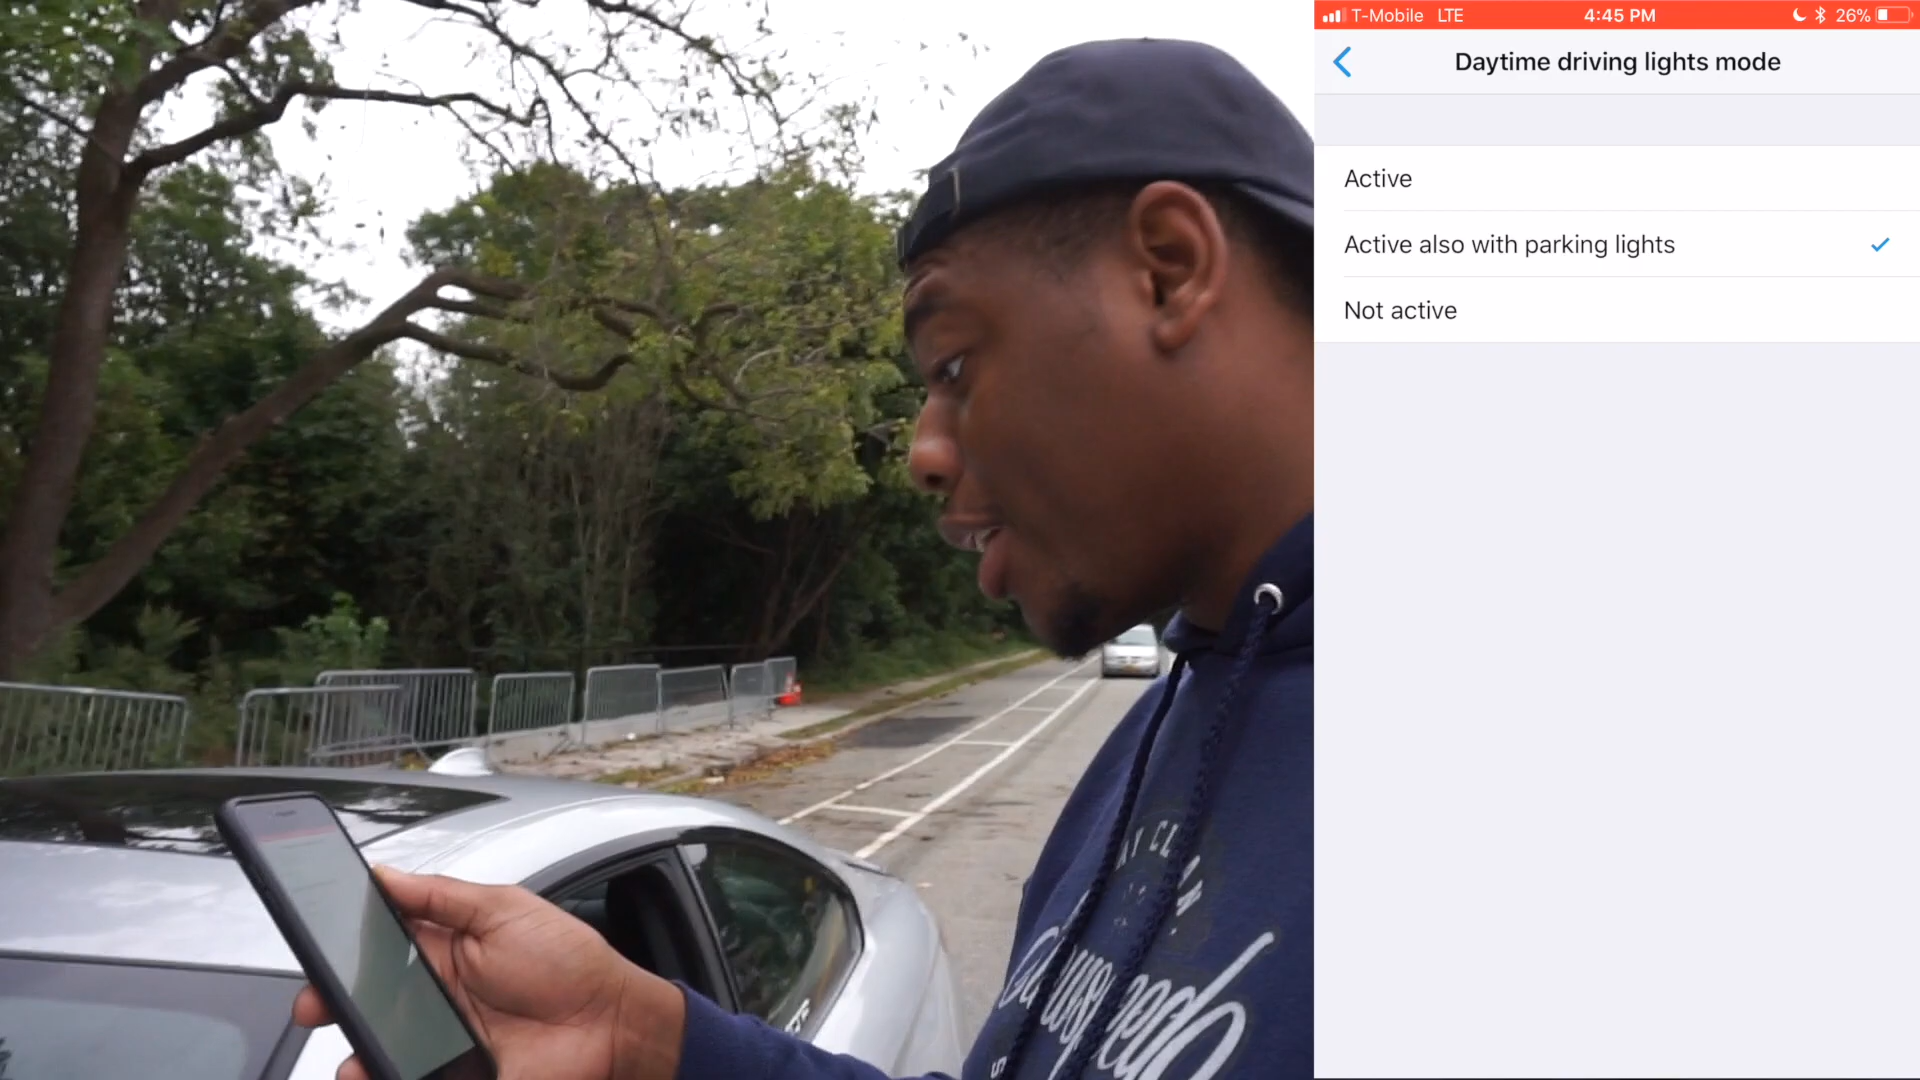 T-Mobile LTE 4:45 PM 26%
Daytime driving lights mode
Active
Active also with parking lights
Not active